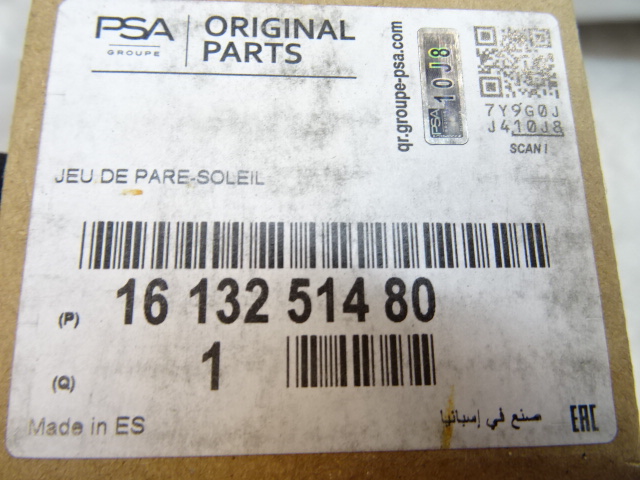 PSA
GROUPE
ORIGINAL
PARTS
qr.groupe-psa.com
PSA 10J8
7Y9G0J
J410J8
SCAN !
JEU DE PARE-SOLEIL
(P) 16 132 514 80
(Q) 1
Made in ES
صنع في إسبانيا
EAC